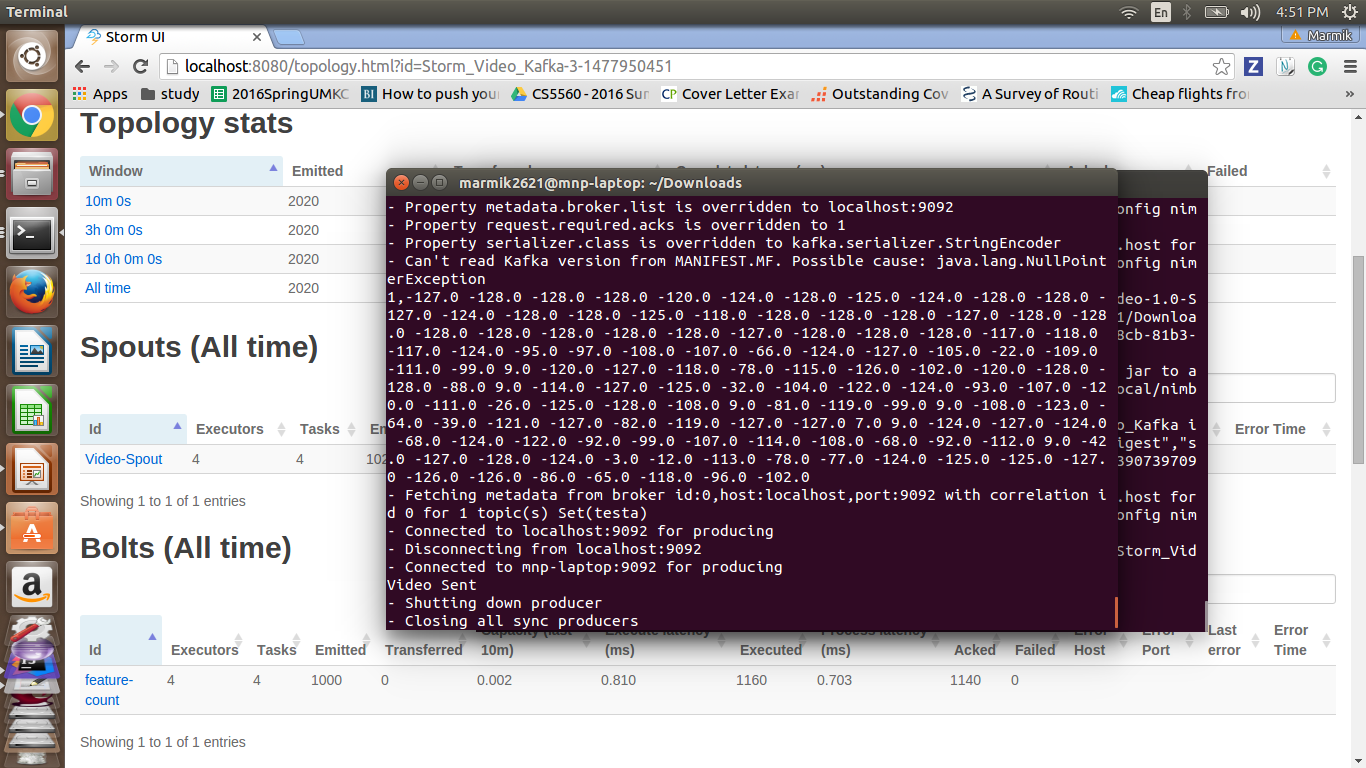 Terminal
En
4:51 PM
Storm UI
Marmik
localhost:8080/topology.html?id=Storm_Video_Kafka-3-1477950451
Apps study 2016SpringUMKC How to push your CS5560 - 2016 Sum Cover Letter Exam Outstanding Cov A Survey of Routi Cheap flights from »
Topology stats
Window Emitted Failed
10m 0s 2020
3h 0m 0s 2020
1d 0h 0m 0s 2020
All time 2020
Spouts (All time)
Id Executors Tasks Em Error Time
Video-Spout 4 4 102
Showing 1 to 1 of 1 entries
Bolts (All time)
Id Executors Tasks Emitted Transferred Capacity (last 10m) Execute latency (ms) Executed Process latency (ms) Acked Failed Error Host Error Port Last error Error Time
feature-count 4 4 1000 0 0.002 0.810 1160 0.703 1140 0
Showing 1 to 1 of 1 entries
marmik2621@mnp-laptop: ~/Downloads
- Property metadata.broker.list is overridden to localhost:9092
- Property request.required.acks is overridden to 1
- Property serializer.class is overridden to kafka.serializer.StringEncoder
- Can't read Kafka version from MANIFEST.MF. Possible cause: java.lang.NullPoint
erException
1,-127.0 -128.0 -128.0 -128.0 -120.0 -124.0 -128.0 -125.0 -124.0 -128.0 -128.0 -
127.0 -124.0 -128.0 -128.0 -125.0 -118.0 -128.0 -128.0 -128.0 -127.0 -128.0 -128
.0 -128.0 -128.0 -128.0 -128.0 -128.0 -127.0 -128.0 -128.0 -128.0 -117.0 -118.0
-117.0 -124.0 -95.0 -97.0 -108.0 -107.0 -66.0 -124.0 -127.0 -105.0 -22.0 -109.0
-111.0 -99.0 9.0 -120.0 -127.0 -118.0 -78.0 -115.0 -126.0 -102.0 -120.0 -128.0 -
128.0 -88.0 9.0 -114.0 -127.0 -125.0 -32.0 -104.0 -122.0 -124.0 -93.0 -107.0 -12
0.0 -111.0 -26.0 -125.0 -128.0 -108.0 9.0 -81.0 -119.0 -99.0 9.0 -108.0 -123.0 -
64.0 -39.0 -121.0 -127.0 -82.0 -119.0 -127.0 -127.0 7.0 9.0 -124.0 -127.0 -124.0
-68.0 -124.0 -122.0 -92.0 -99.0 -107.0 -114.0 -108.0 -68.0 -92.0 -112.0 9.0 -42
.0 -127.0 -128.0 -124.0 -3.0 -12.0 -113.0 -78.0 -77.0 -124.0 -125.0 -125.0 -127.
0 -126.0 -126.0 -86.0 -65.0 -118.0 -96.0 -102.0
- Fetching metadata from broker id:0,host:localhost,port:9092 with correlation i
d 0 for 1 topic(s) Set(testa)
- Connected to localhost:9092 for producing
- Disconnecting from localhost:9092
- Connected to mnp-laptop:9092 for producing
Video Sent
- Shutting down producer
- Closing all sync producers
onfig nim
.host for
onfig nim
deo-1.0-S
1/Downloa
8cb-81b3-
jar to a
ocal/nimb
o_Kafka i
igest","s
390739709
.host for
onfig nim
Storm_Vid